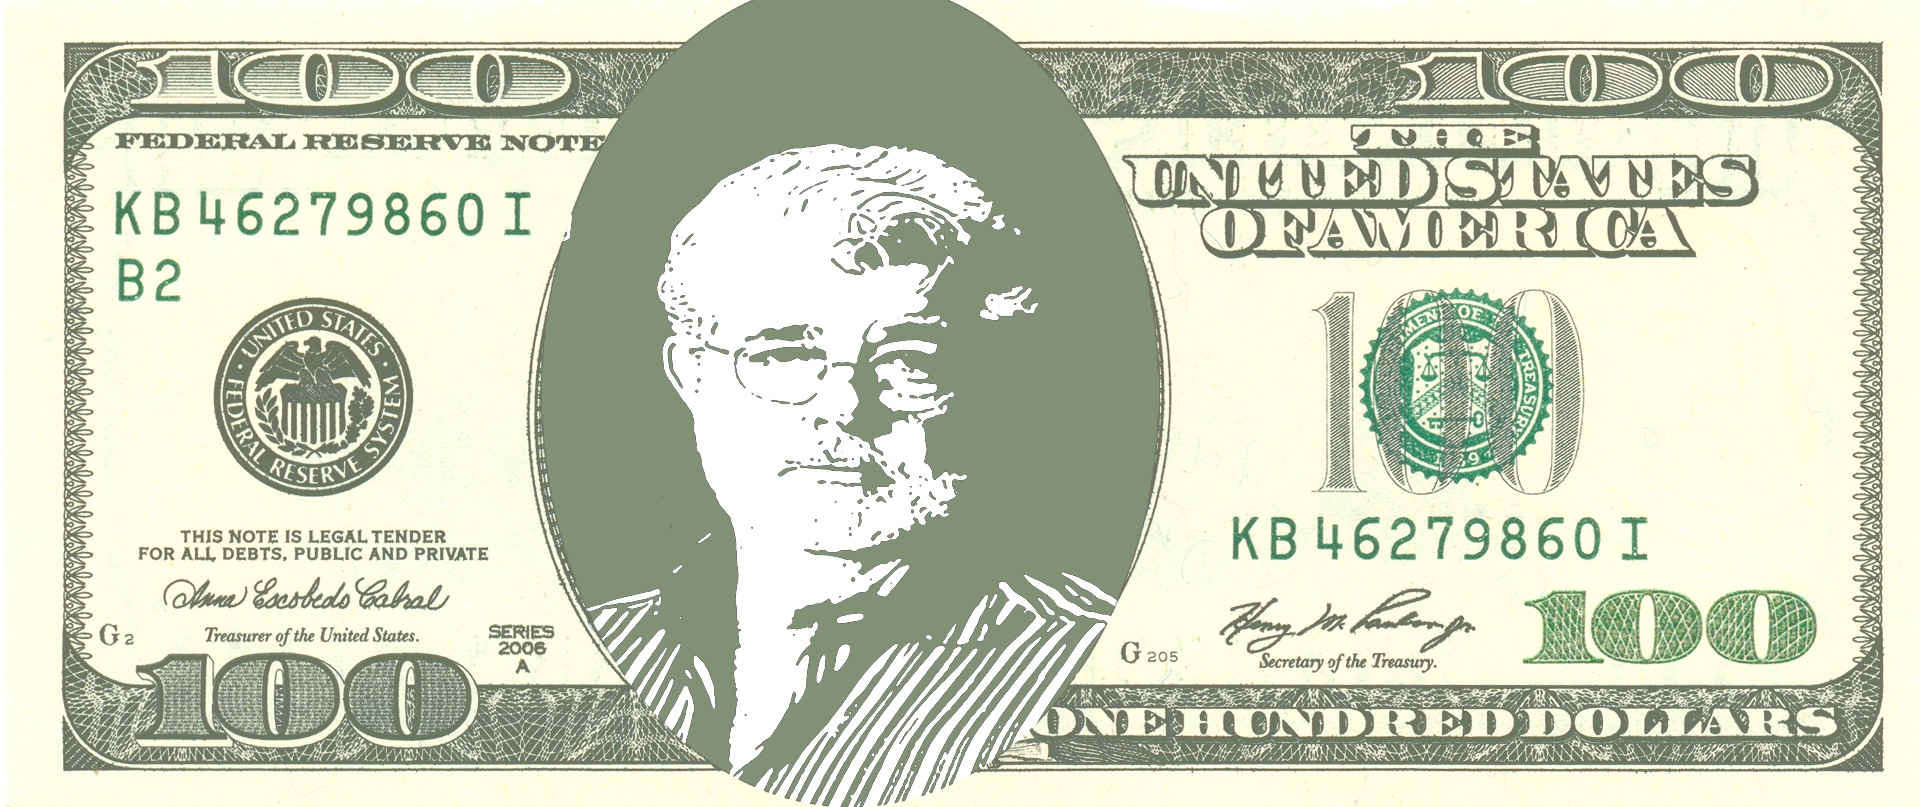 100
100
FEDERAL RESERVE NOTE
THE
UNITED STATES
OF AMERICA
KB 46279860 I
B2
UNITED STATES
FEDERAL RESERVE SYSTEM
100
KB 46279860 I
THIS NOTE IS LEGAL TENDER
FOR ALL DEBTS, PUBLIC AND PRIVATE
Anna Escobedo Cabral
Treasurer of the United States.
G2
SERIES
2006
A
Henry M. Paulson Jr
Secretary of the Treasury.
G 205
100
100
ONE HUNDRED DOLLARS